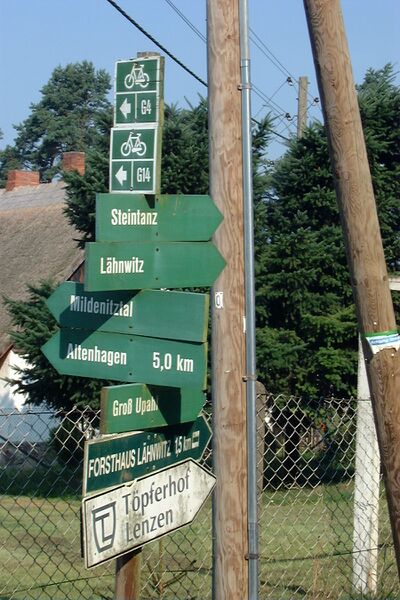 G4
G14
Steintanz
Lähnwitz
Mildenitztal
Altenhagen 5,0 km
Groß Upahl
FORSTHAUS LÄHNWITZ 1,5 km
Töpferhof
Lenzen